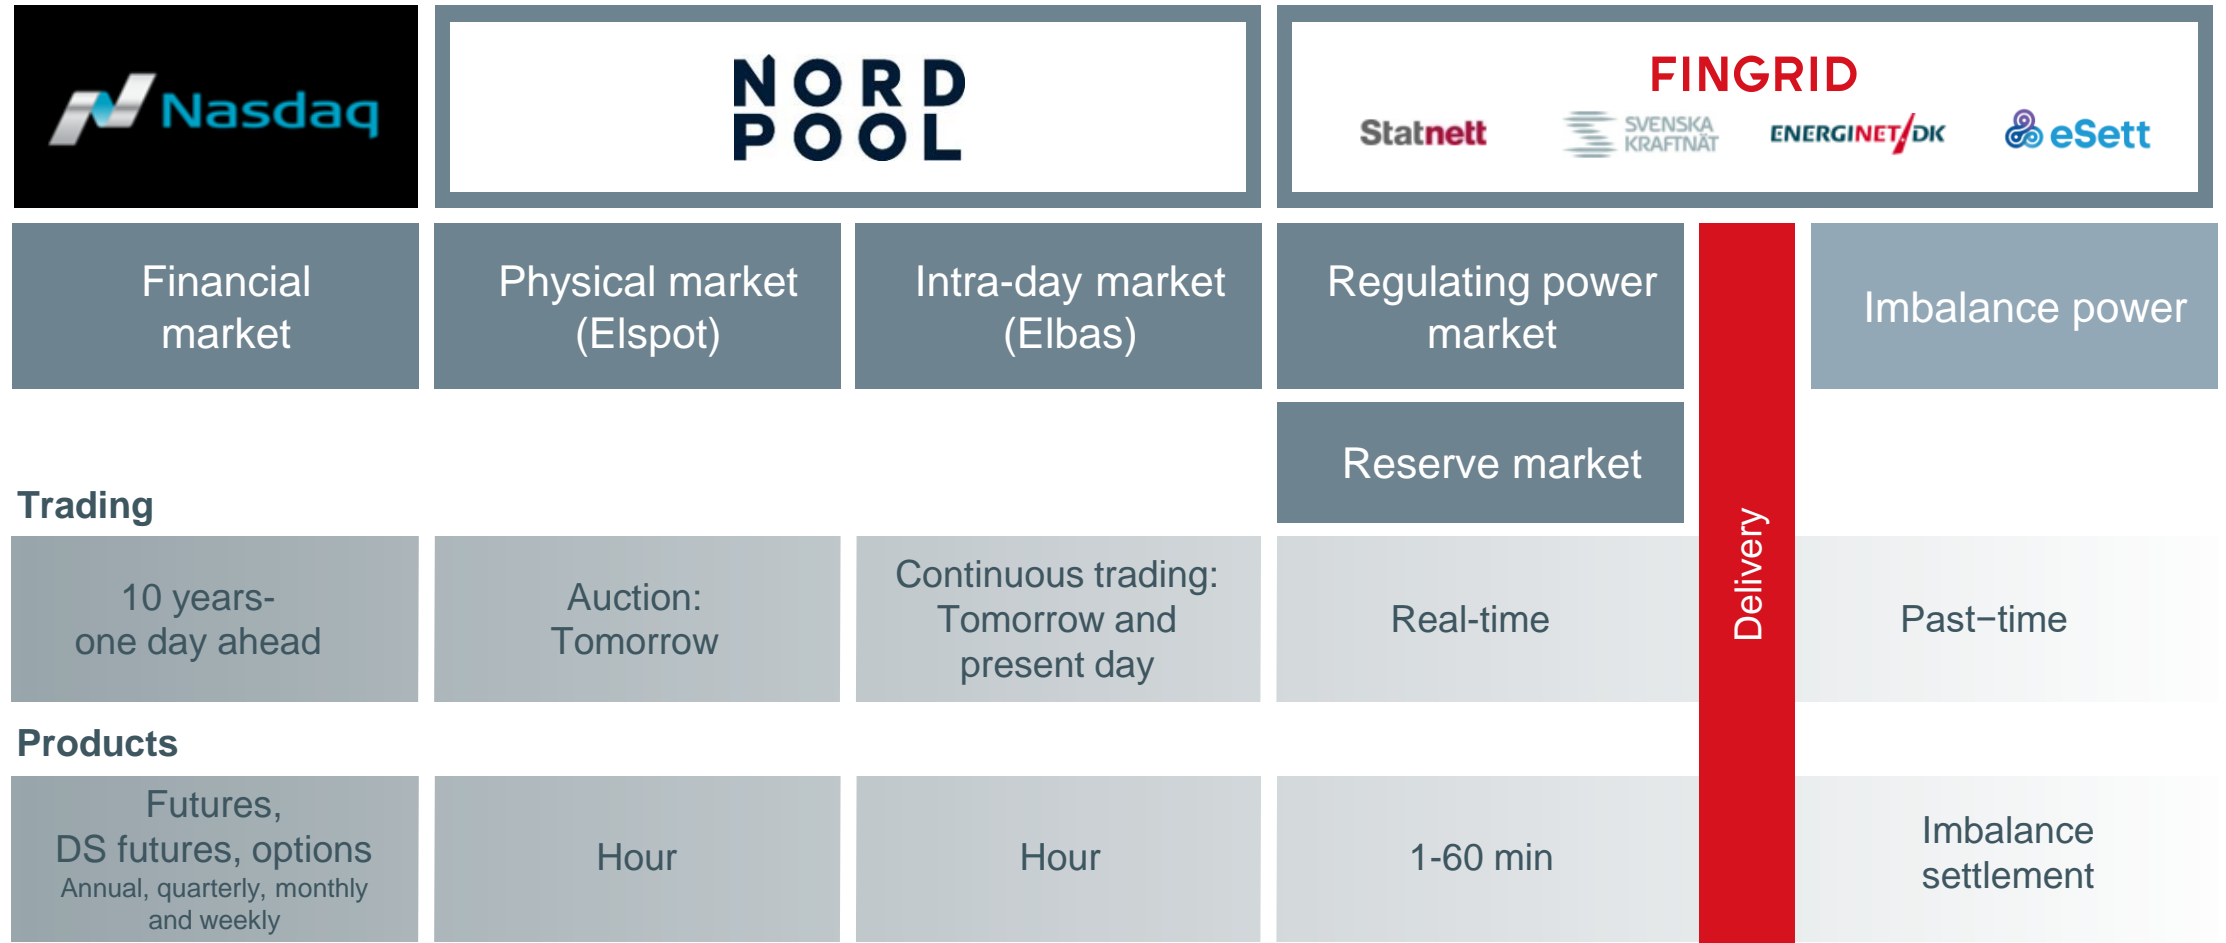 Nasdaq
NORD
POOL
FINGRID
Statnett
SVENSKA
KRAFTNÄT
ENERGINET/DK
eSett
Financial
market
Physical market
(Elspot)
Intra-day market
(Elbas)
Regulating power
market
Imbalance power
Reserve market
Delivery
Trading
10 years-
one day ahead
Auction:
Tomorrow
Continuous trading:
Tomorrow and
present day
Real-time
Past−time
Products
Futures,
DS futures, options
Annual, quarterly, monthly
and weekly
Hour
Hour
1-60 min
Imbalance
settlement